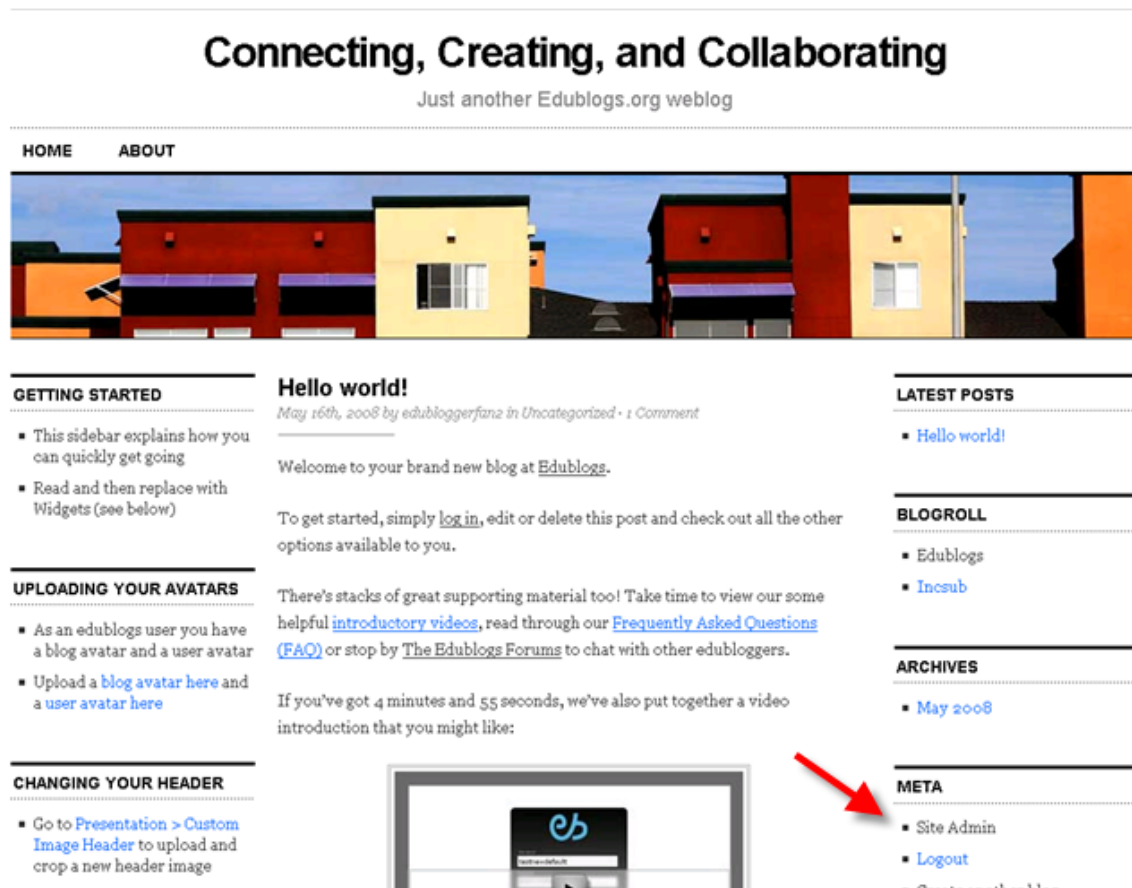 Connecting, Creating, and Collaborating
Just another Edublogs.org weblog
HOME
ABOUT
GETTING STARTED
This sidebar explains how you
can quickly get going
Read and then replace with
Widgets (see below)
UPLOADING YOUR AVATARS
As an edublogs user you have
a blog avatar and a user avatar
Upload a blog avatar here and
a user avatar here
CHANGING YOUR HEADER
Go to Presentation > Custom
Image Header to upload and
crop a new header image
Hello world!
May 16th, 2008 by edubloggerfan2 in Uncategorized · 1 Comment
Welcome to your brand new blog at Edublogs.
To get started, simply log in, edit or delete this post and check out all the other
options available to you.
There's stacks of great supporting material too! Take time to view our some
helpful introductory videos, read through our Frequently Asked Questions
(FAQ) or stop by The Edublogs Forums to chat with other edubloggers.
If you've got 4 minutes and 55 seconds, we've also put together a video
introduction that you might like:
LATEST POSTS
Hello world!
BLOGROLL
Edublogs
Incsub
ARCHIVES
May 2008
META
Site Admin
Logout